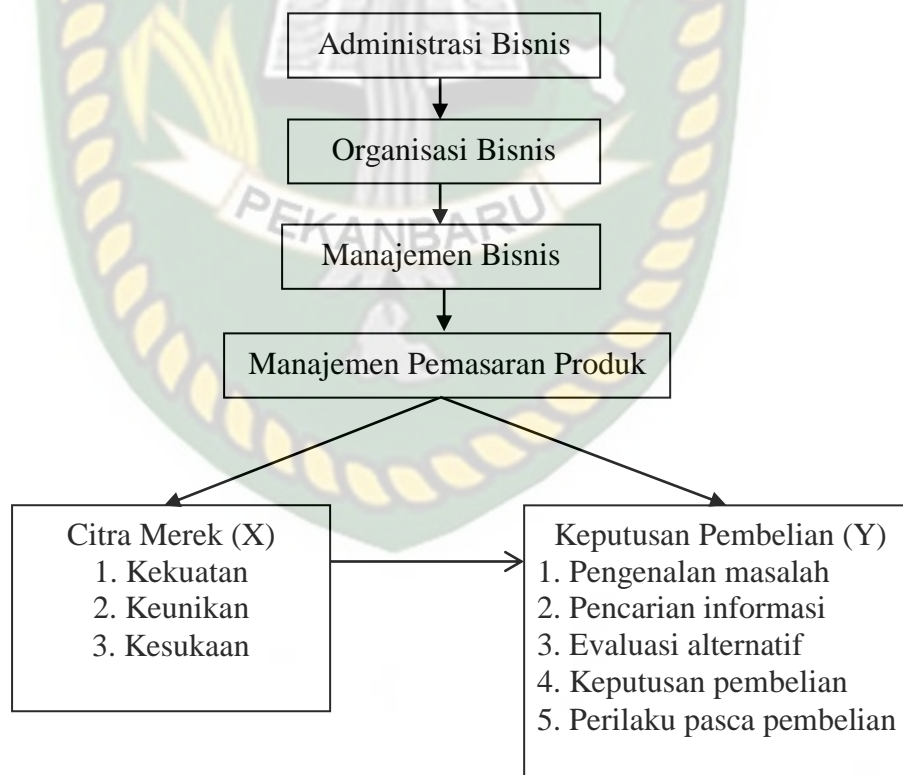 Administrasi Bisnis
Organisasi Bisnis
PEKANBARU
Manajemen Bisnis
Manajemen Pemasaran Produk
Citra Merek (X)
1. Kekuatan
2. Keunikan
3. Kesukaan
Keputusan Pembelian (Y)
1. Pengenalan masalah
2. Pencarian informasi
3. Evaluasi alternatif
4. Keputusan pembelian
5. Perilaku pasca pembelian